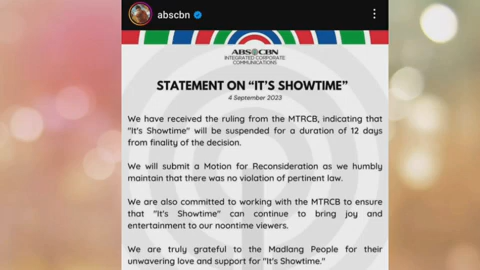 abscbn
ABS CBN
INTEGRATED CORPORATE
COMMUNICATIONS
STATEMENT ON “IT'S SHOWTIME”
4 September 2023
We have received the ruling from the MTRCB, indicating that
"It's Showtime" will be suspended for a duration of 12 days
from finality of the decision.
We will submit a Motion for Reconsideration as we humbly
maintain that there was no violation of pertinent law.
We are also committed to working with the MTRCB to ensure
that "It's Showtime" can continue to bring joy and
entertainment to our noontime viewers.
We are truly grateful to the Madlang People for their
unwavering love and support for "It's Showtime."